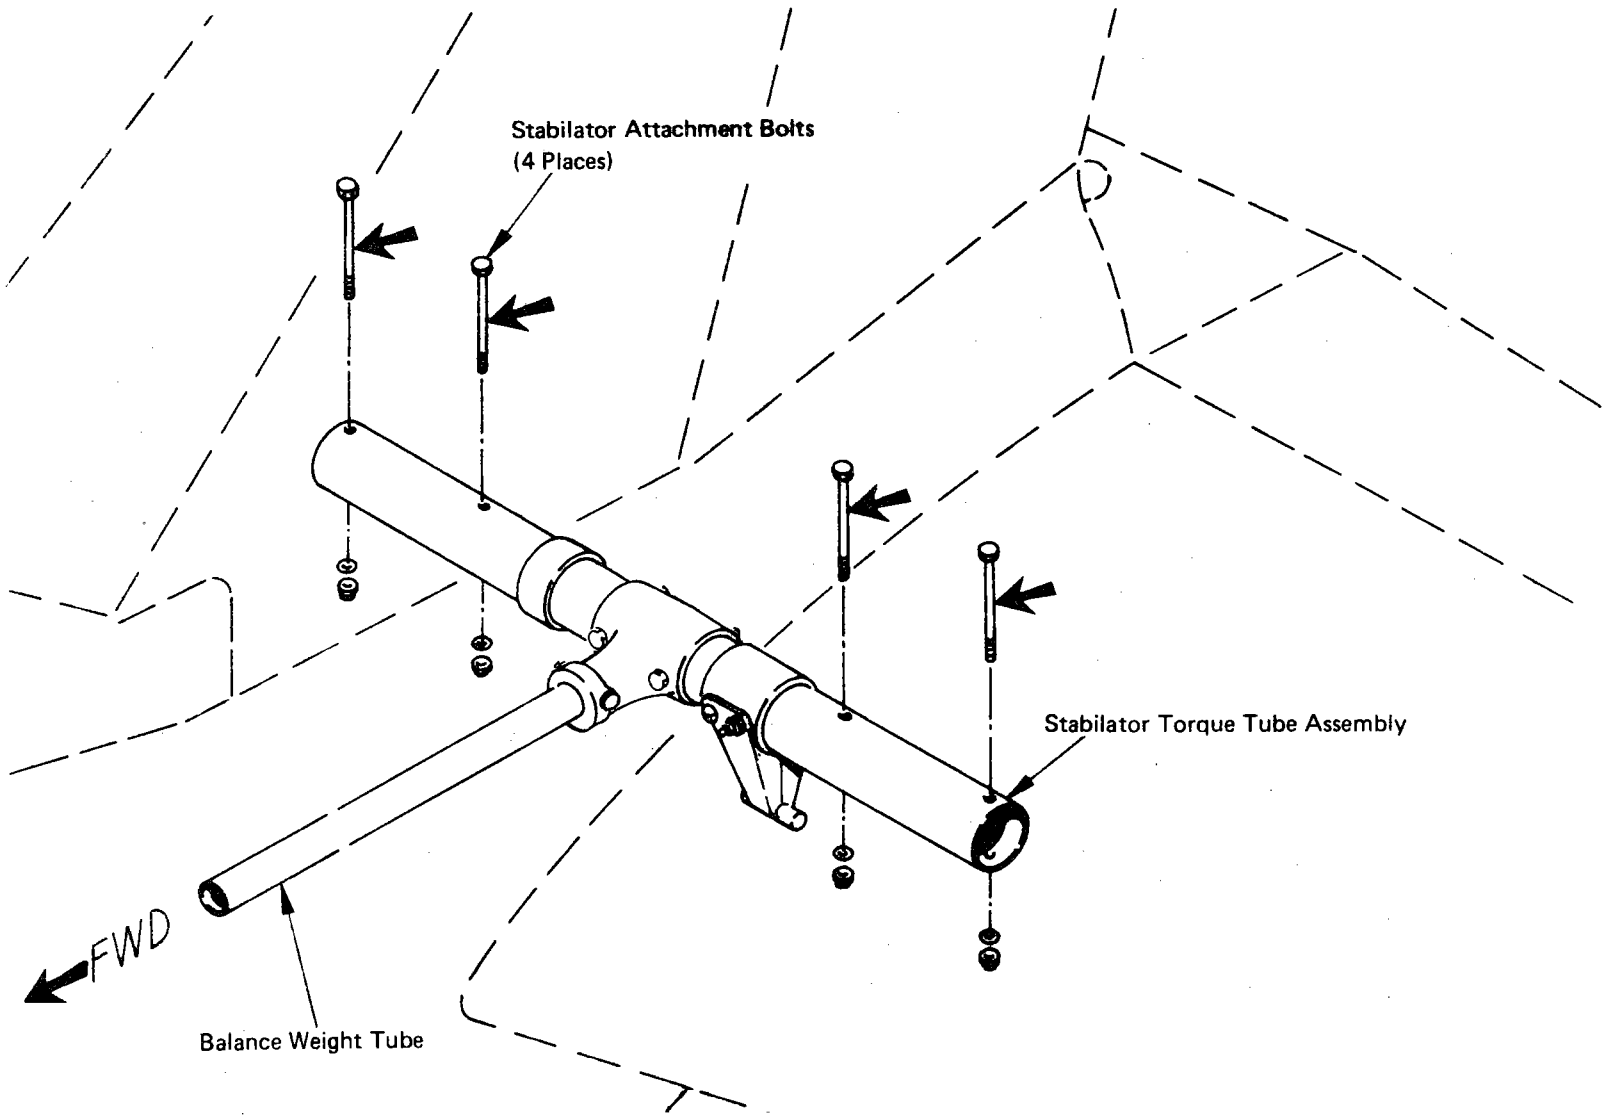 Stabilator Attachment Bolts
(4 Places)
Stabilator Torque Tube Assembly
FWD
Balance Weight Tube